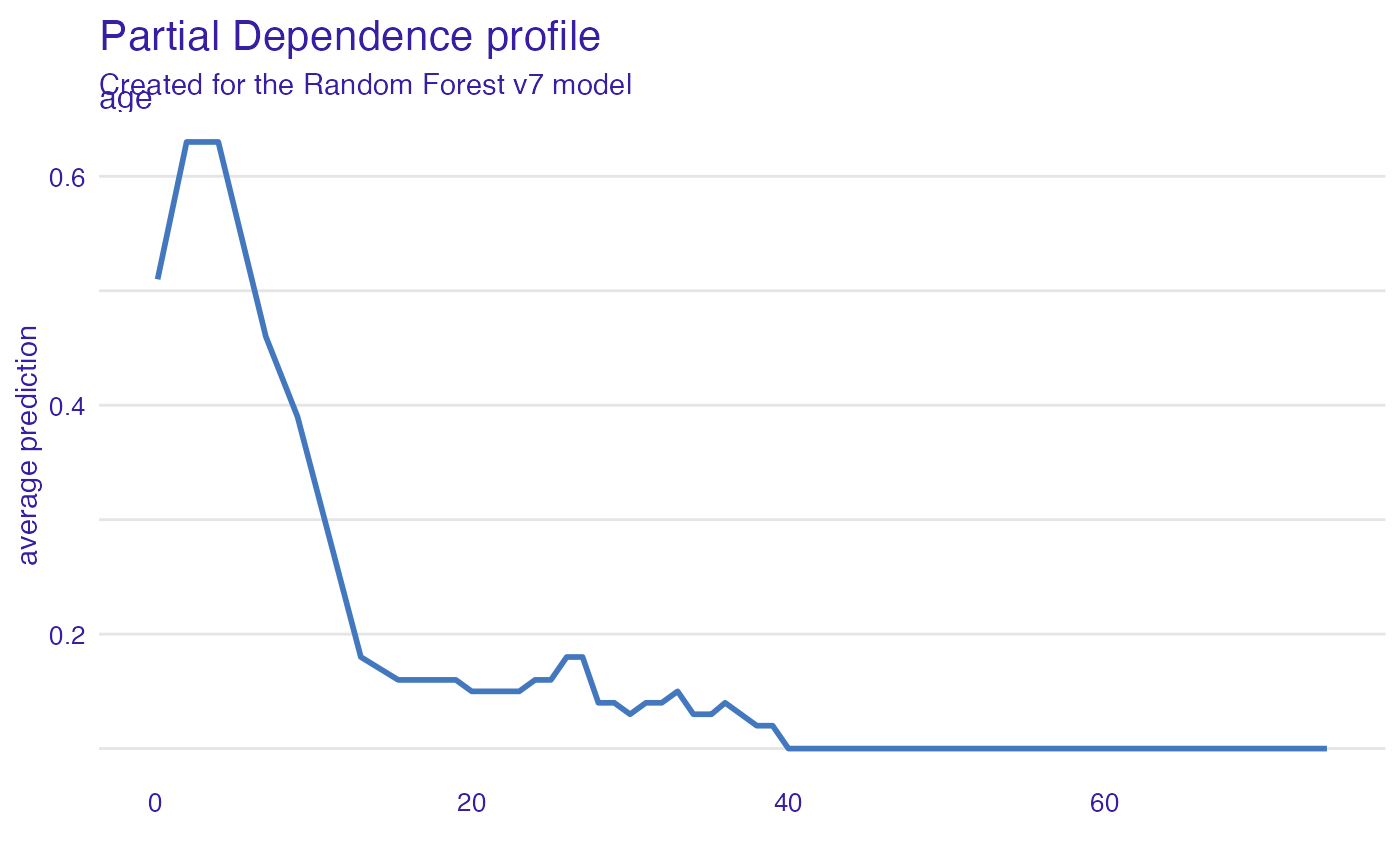 Partial Dependence profile
Created for the Random Forest v7 model
age
0.6
0.4
0.2
average prediction
0 20 40 60